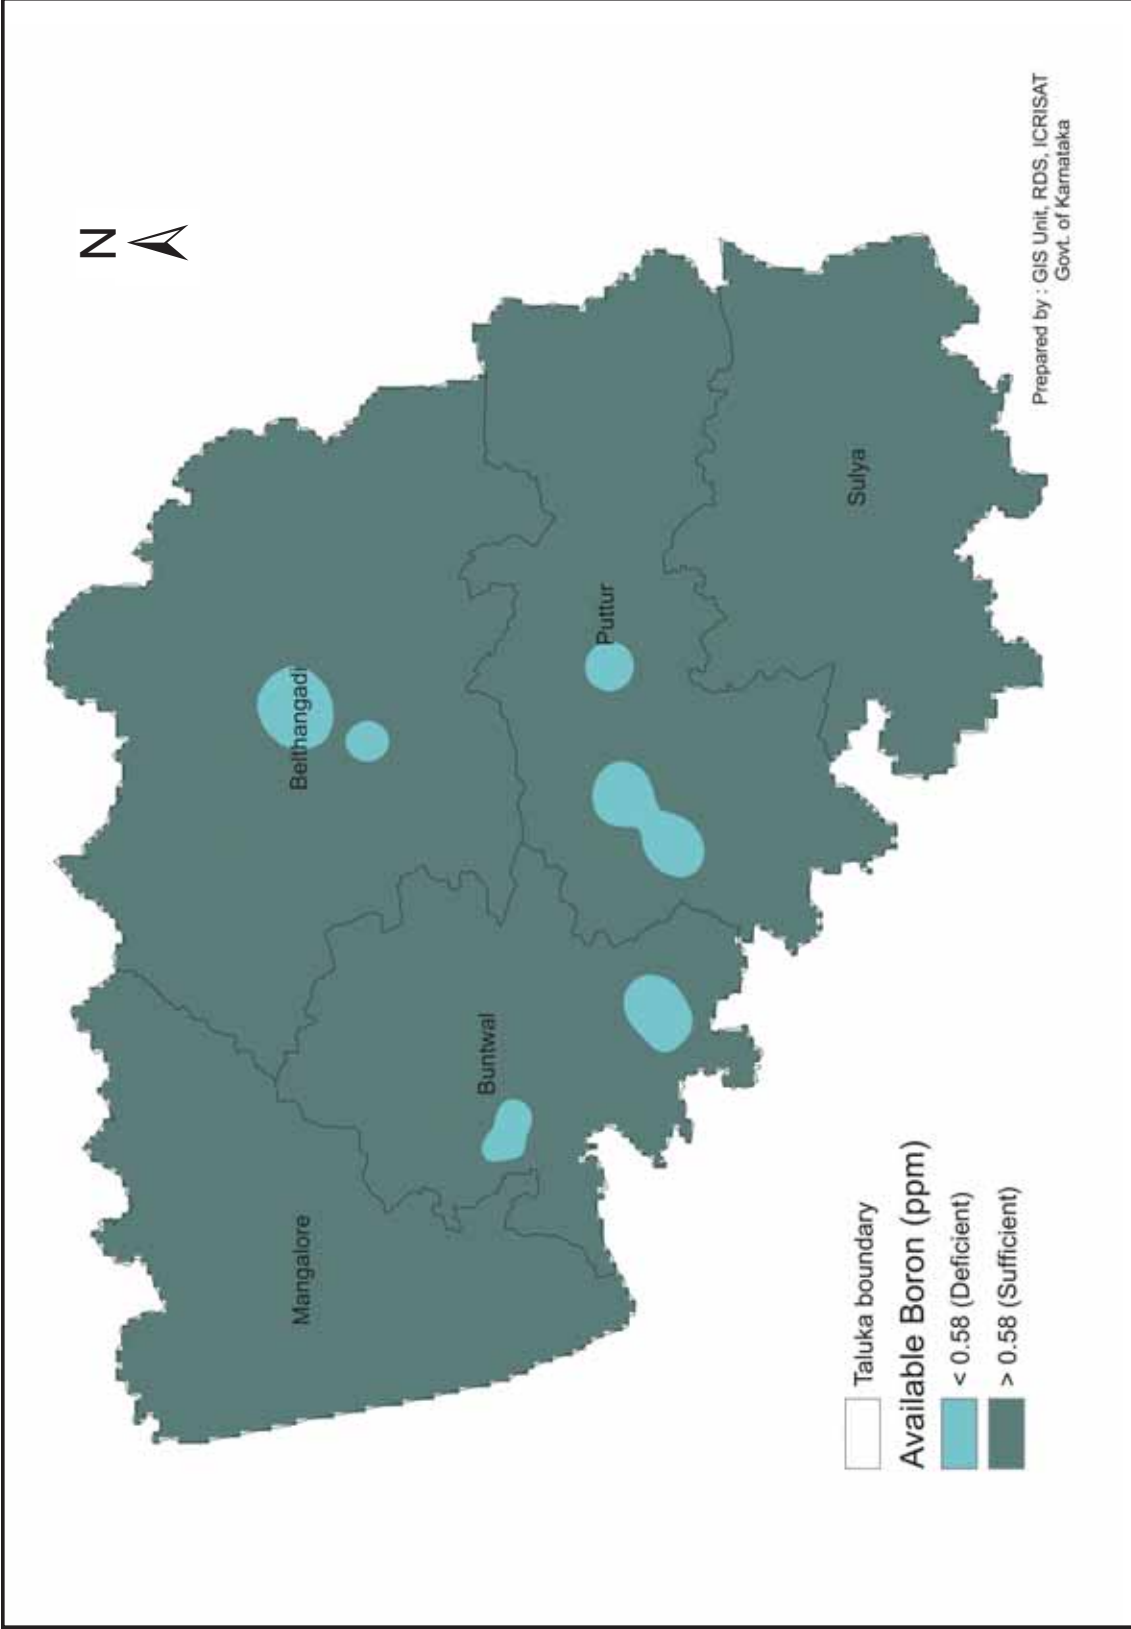 N
Belthangadi
Mangalore
Buntwal
Puttur
Sulya
Taluka boundary
Available Boron (ppm)
< 0.58 (Deficient)
> 0.58 (Sufficient)
Prepared by : GIS Unit, RDS, ICRISAT
Govt. of Karnataka